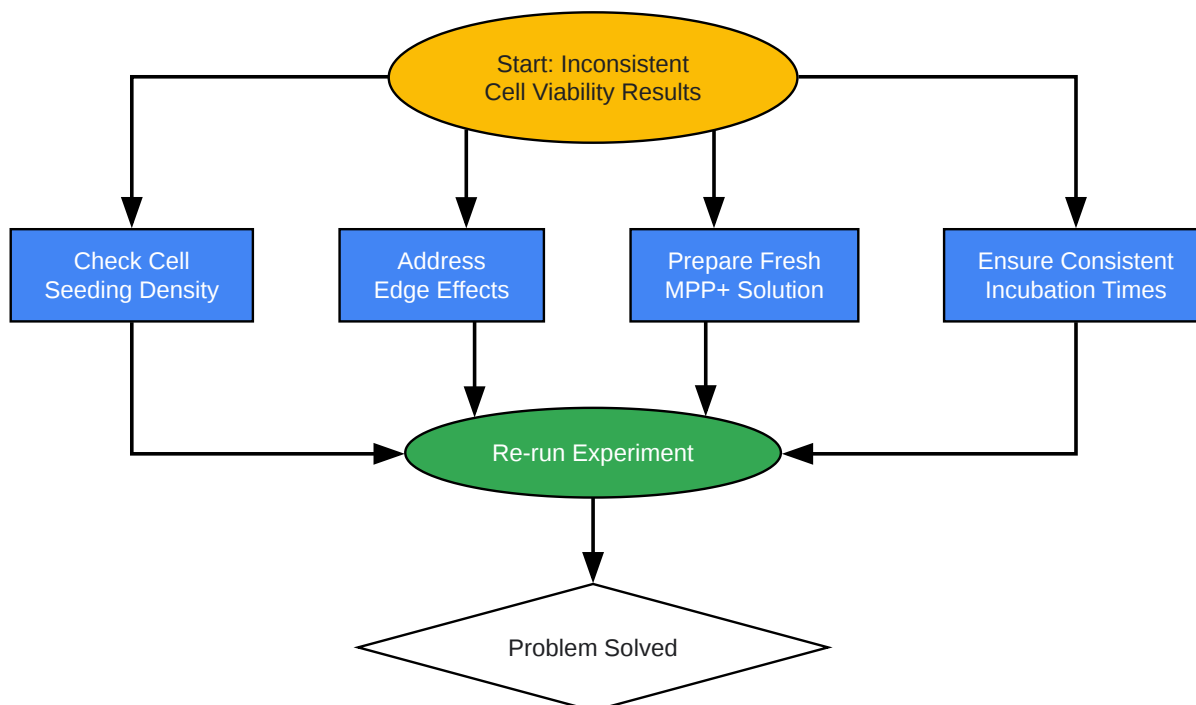 Start: Inconsistent
Cell Viability Results
Check Cell
Seeding Density
Address
Edge Effects
Prepare Fresh
MPP+ Solution
Ensure Consistent
Incubation Times
Re-run Experiment
Problem Solved